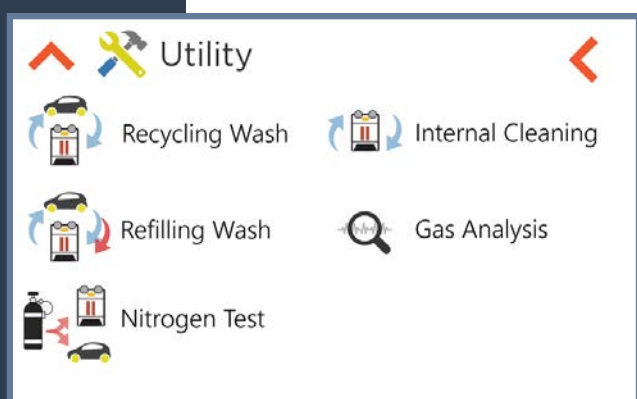 Utility
Recycling Wash
Internal Cleaning
Refilling Wash
Gas Analysis
Nitrogen Test